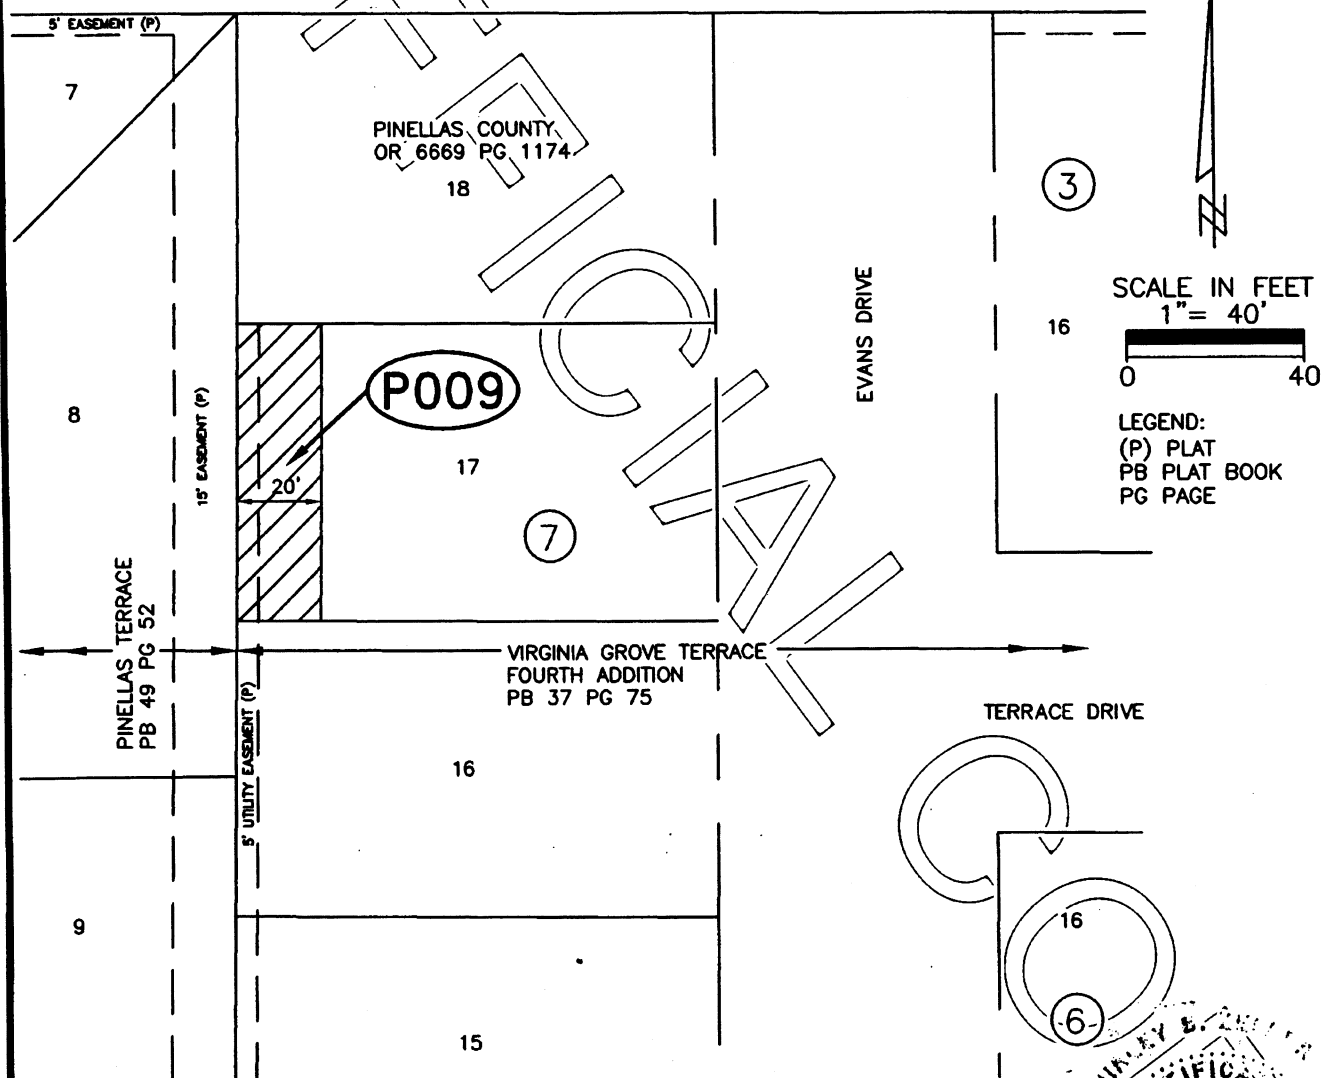 5' EASEMENT (P)
7
PINELLAS COUNTY
OR 6669 PG 1174
18
3
N
SCALE IN FEET
1"= 40'
0 40
LEGEND:
(P) PLAT
PB PLAT BOOK
PG PAGE
EVANS DRIVE
16
8
15' EASEMENT (P)
P009
17
20'
7
PINELLAS TERRACE
PB 49 PG 52
VIRGINIA GROVE TERRACE
FOURTH ADDITION
PB 37 PG 75
TERRACE DRIVE
5' UTILITY EASEMENT (P)
16
9
16
6
15
FICIAL
CO